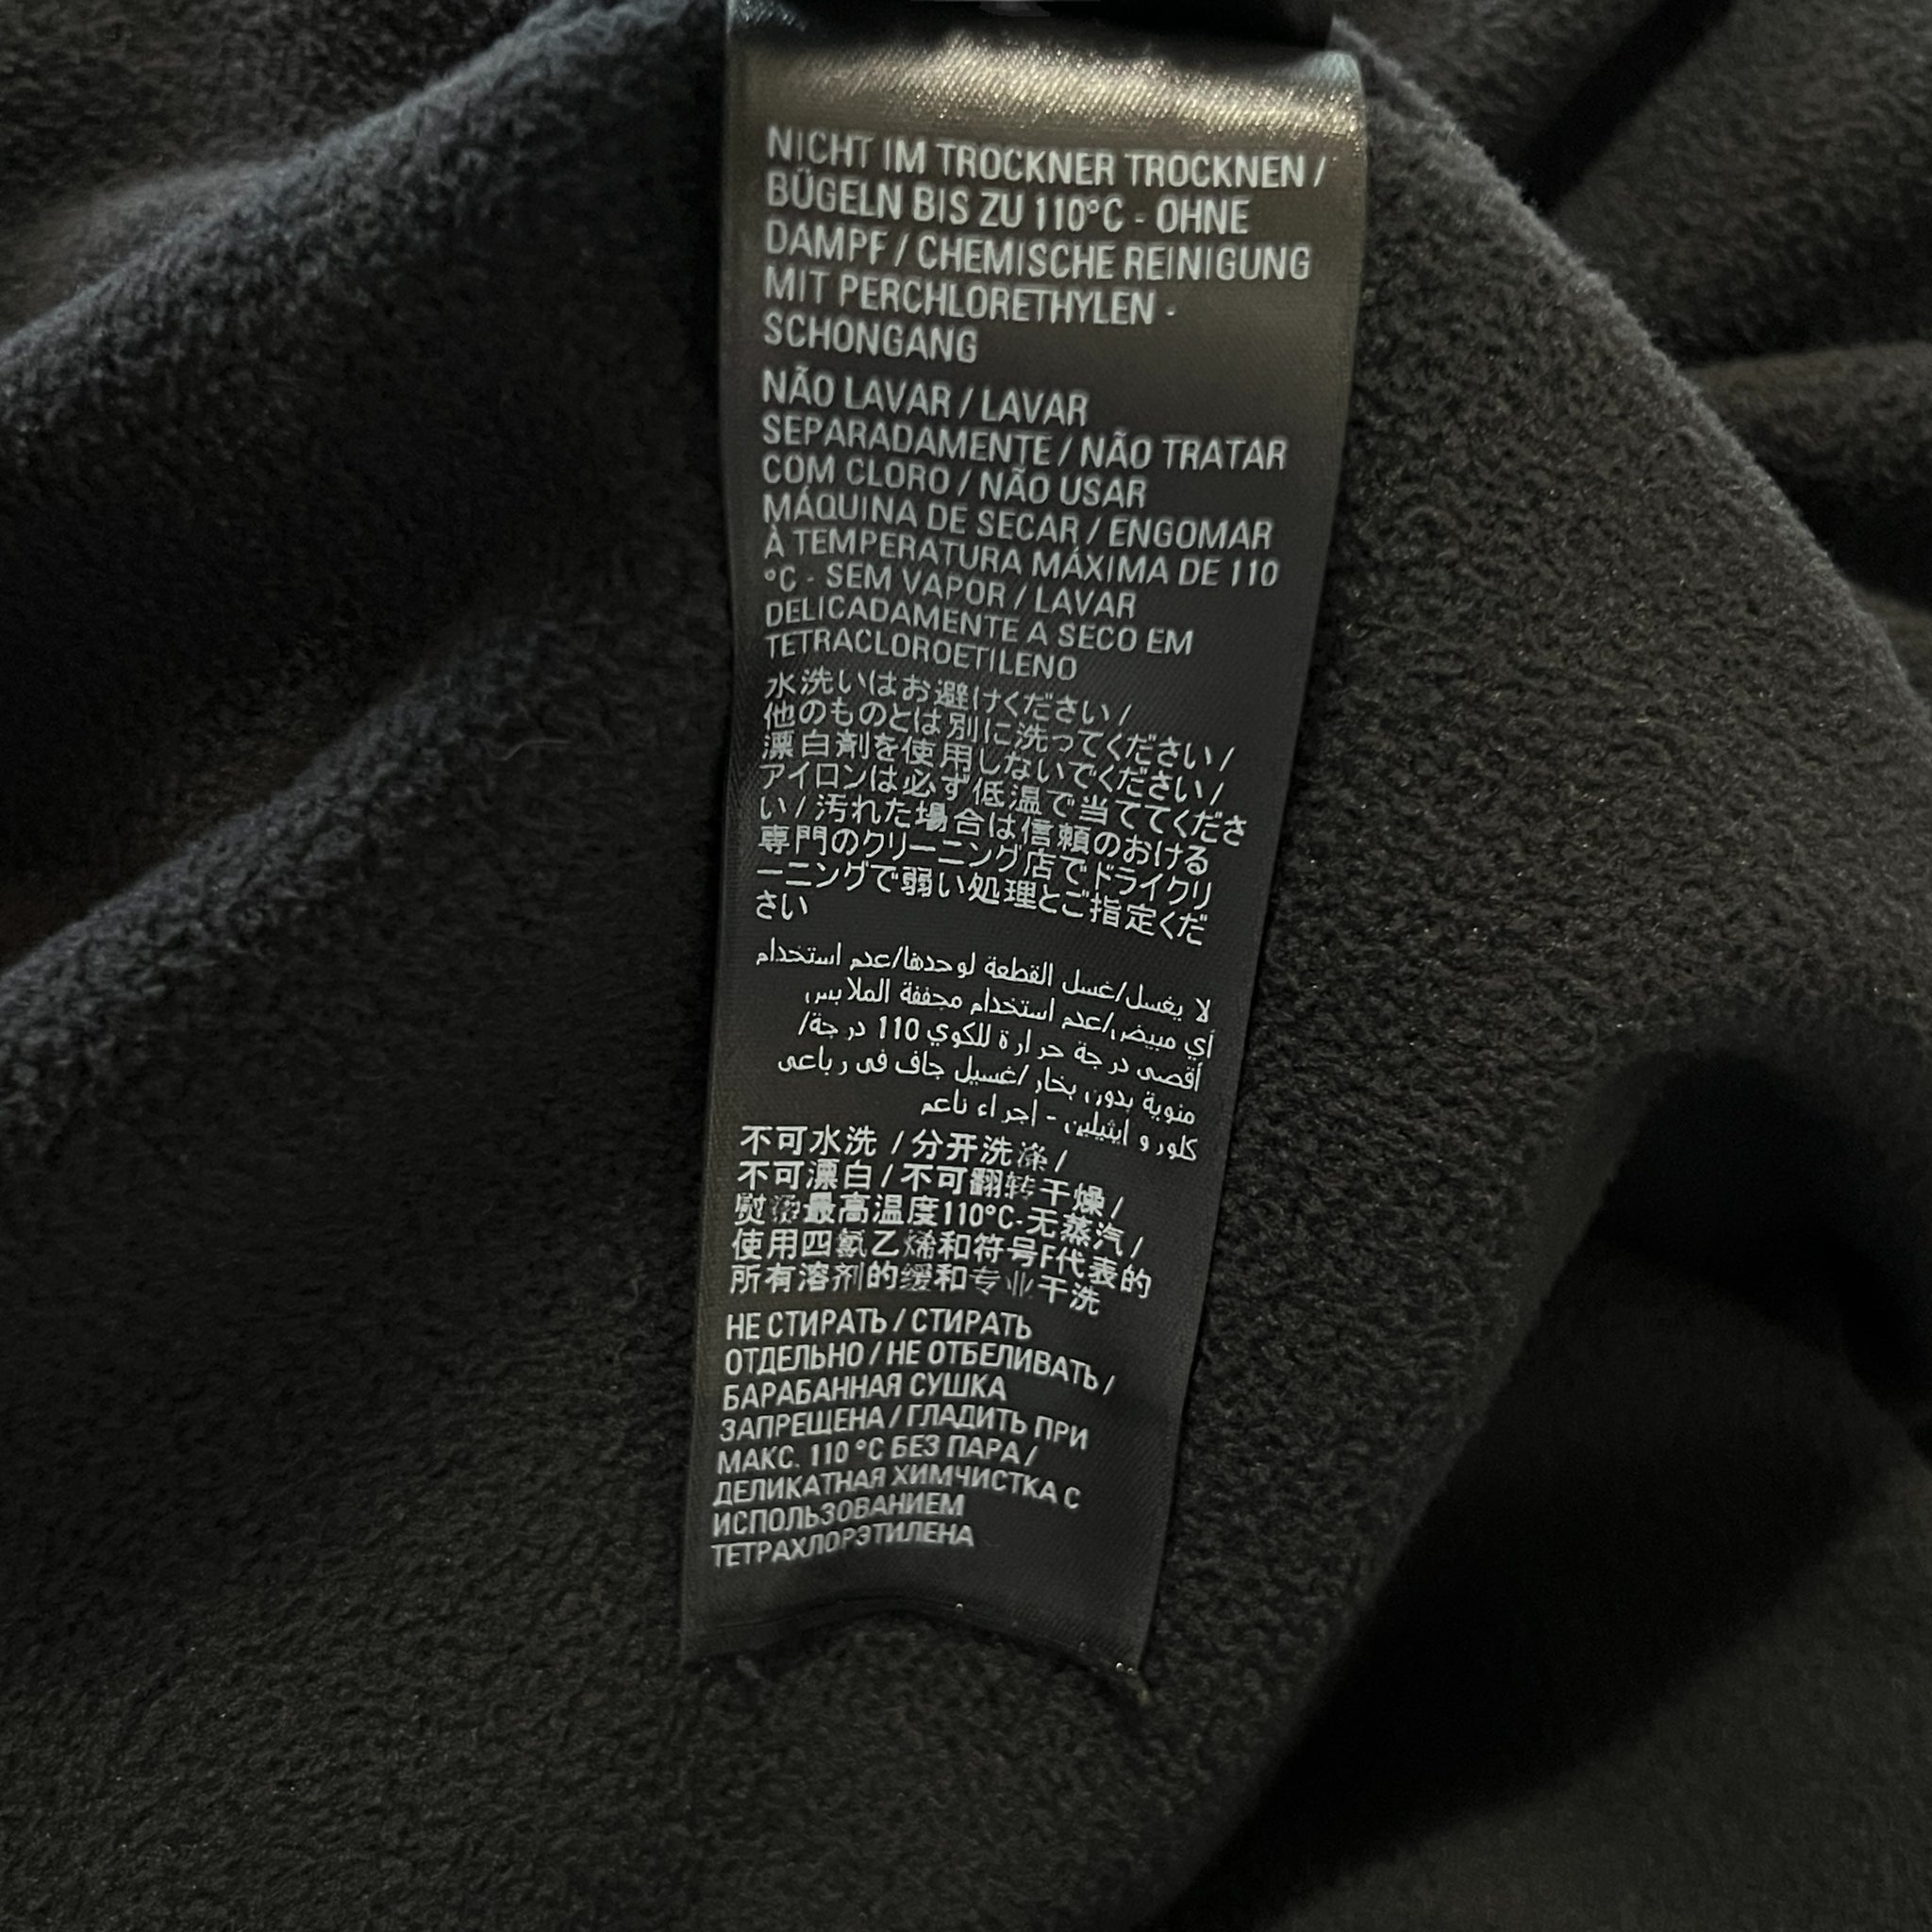 NICHT IM TROCKNER TROCKNEN /
BÜGELN BIS ZU 110°C - OHNE
DAMPF / CHEMISCHE REINIGUNG
MIT PERCHLORETHYLEN -
SCHONGANG
NÃO LAVAR / LAVAR
SEPARADAMENTE / NÃO TRATAR
COM CLORO / NÃO USAR
MÁQUINA DE SECAR / ENGOMAR
À TEMPERATURA MÁXIMA DE 110
°C - SEM VAPOR / LAVAR
DELICADAMENTE A SECO EM
TETRACLOROETILENO
水洗いはお避けください /
他のものとは別に洗ってください /
漂白剤を使用しないでください /
アイロンは必ず低温で当ててくださ
い / 汚れた場合は信頼のおける
専門のクリーニング店でドライクリ
ーニングで弱い処理とご指定くだ
さい
لا يغسل/غسل القطعة لوحدها/عدم استخدام
أي مبيض/عدم استخدام مجففة الملابس
أقصى درجة حرارة للكوي 110 درجة/
منوية بدون بخار/غسيل جاف فى رباعى
كلورو ايثيلين - إجراء ناعم
不可水洗 / 分开洗涤 /
不可漂白 / 不可翻转干燥 /
熨烫最高温度110°C-无蒸汽 /
使用四氯乙烯和符号F代表的
所有溶剂的缓和专业干洗
НЕ СТИРАТЬ / СТИРАТЬ
ОТДЕЛЬНО / НЕ ОТБЕЛИВАТЬ /
БАРАБАННАЯ СУШКА
ЗАПРЕЩЕНА / ГЛАДИТЬ ПРИ
МАКС. 110 °C БЕЗ ПАРА /
ДЕЛИКАТНАЯ ХИМЧИСТКА С
ИСПОЛЬЗОВАНИЕМ
ТЕТРАХЛОРЭТИЛЕНА